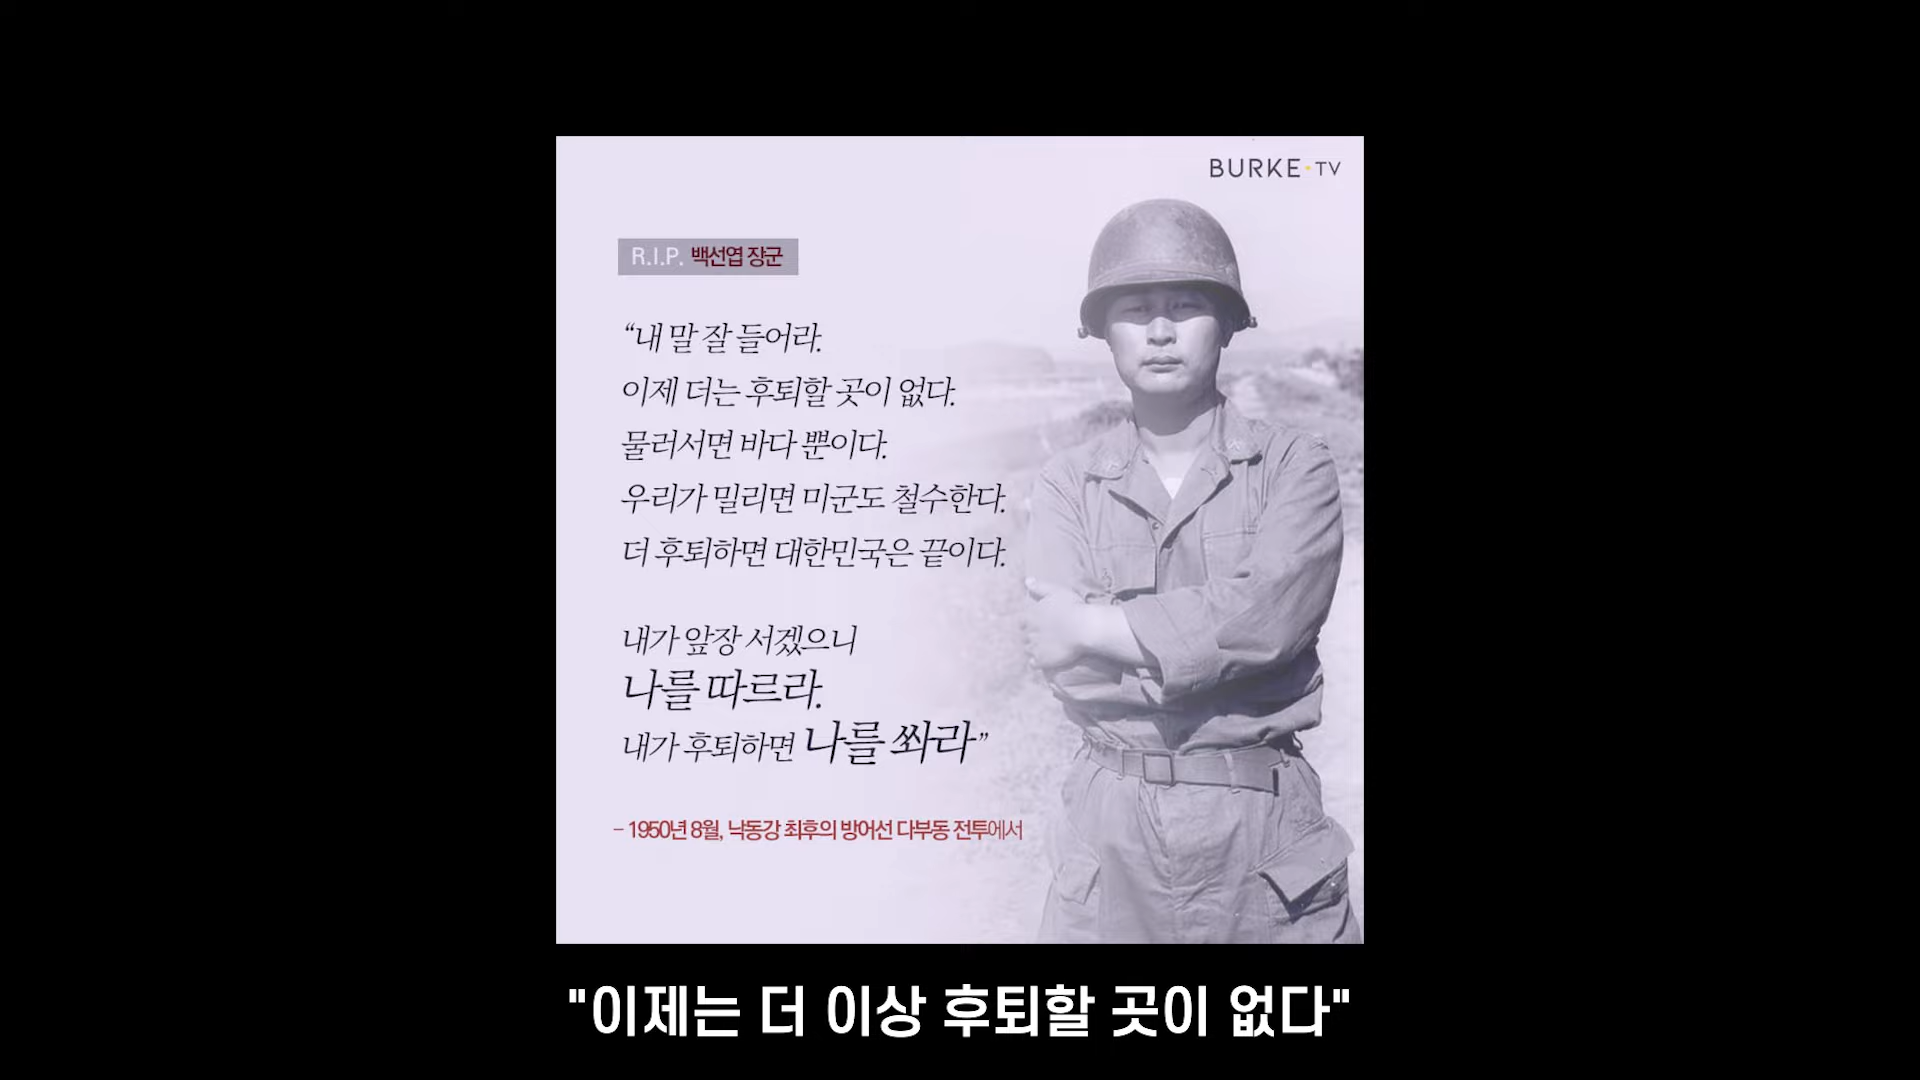 BURKE·TV
R.I.P. 백선엽 장군
“내 말 잘 들어라.
이제 더는 후퇴할 곳이 없다.
물러서면 바다 뿐이다.
우리가 밀리면 미군도 철수한다.
더 후퇴하면 대한민국은 끝이다.
내가 앞장 서겠으니
나를 따르라.
내가 후퇴하면 나를 쏴라”
– 1950년 8월, 낙동강 최후의 방어선 다부동 전투에서
"이제는 더 이상 후퇴할 곳이 없다"